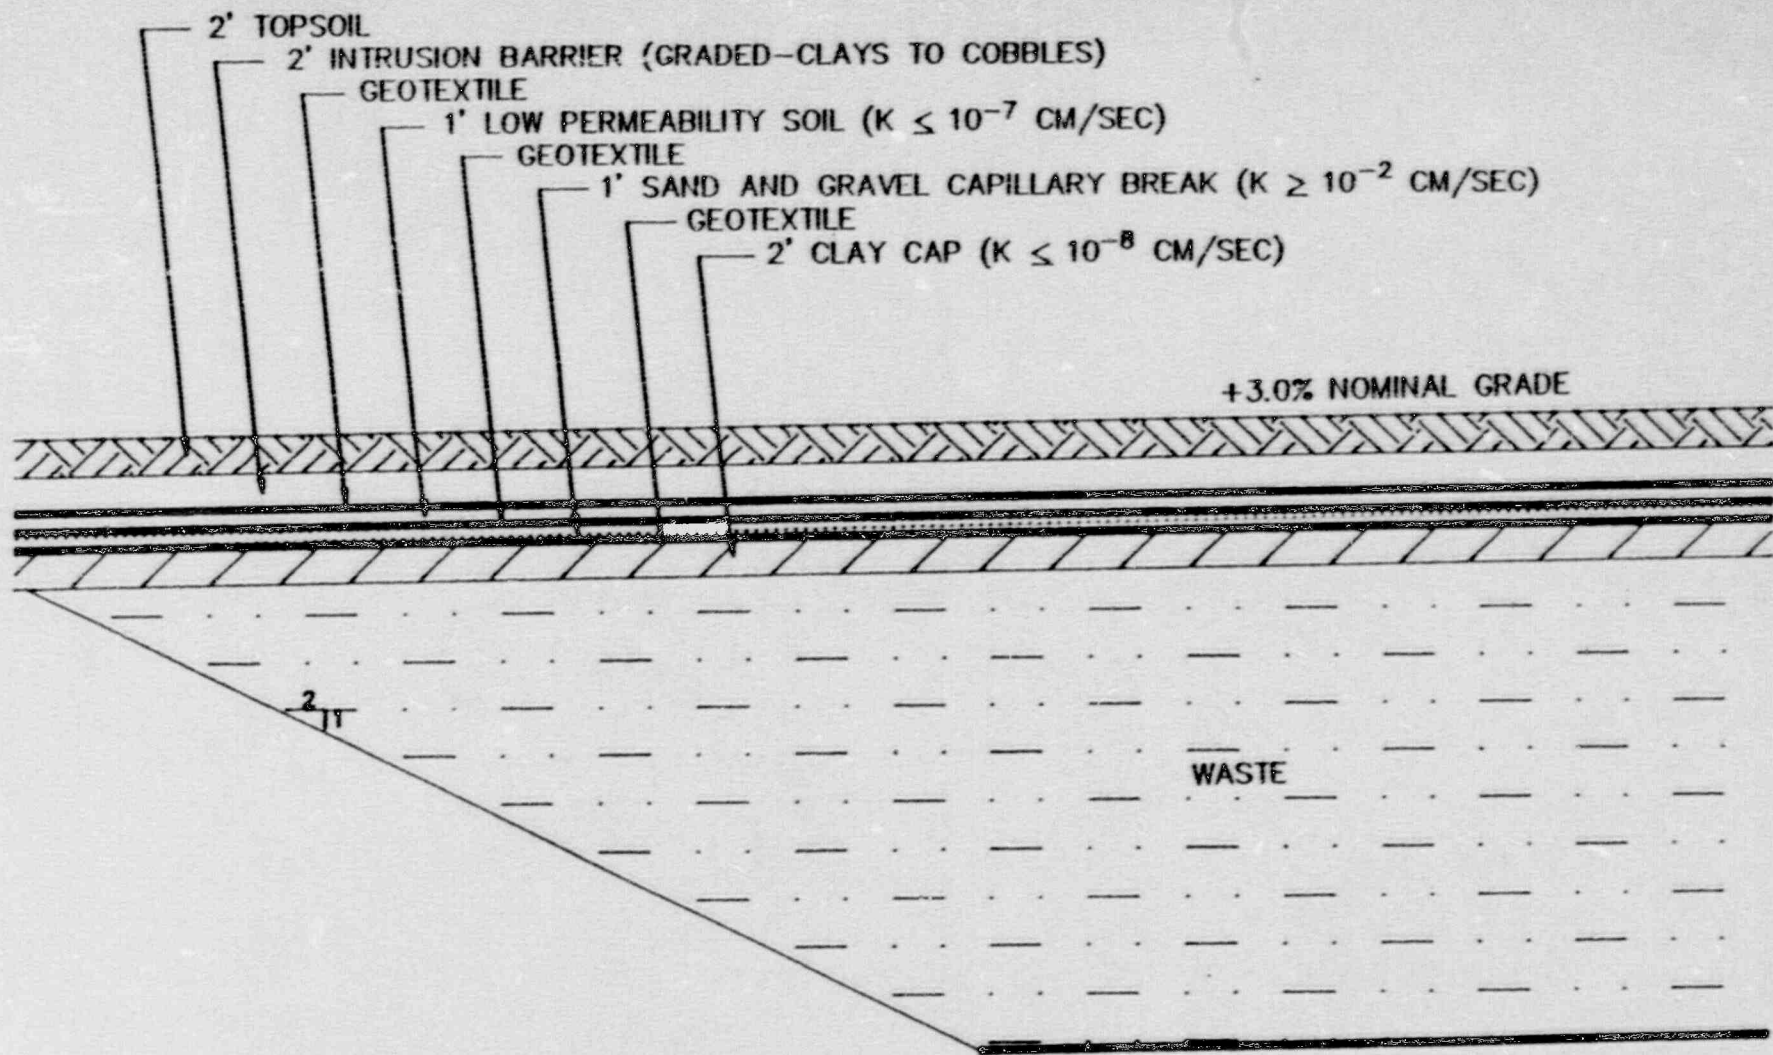 2' TOPSOIL
2' INTRUSION BARRIER (GRADED-CLAYS TO COBBLES)
GEOTEXTILE
1' LOW PERMEABILITY SOIL (K ≤ 10⁻⁷ CM/SEC)
GEOTEXTILE
1' SAND AND GRAVEL CAPILLARY BREAK (K ≥ 10⁻² CM/SEC)
GEOTEXTILE
2' CLAY CAP (K ≤ 10⁻⁸ CM/SEC)
+3.0% NOMINAL GRADE
2
1
WASTE